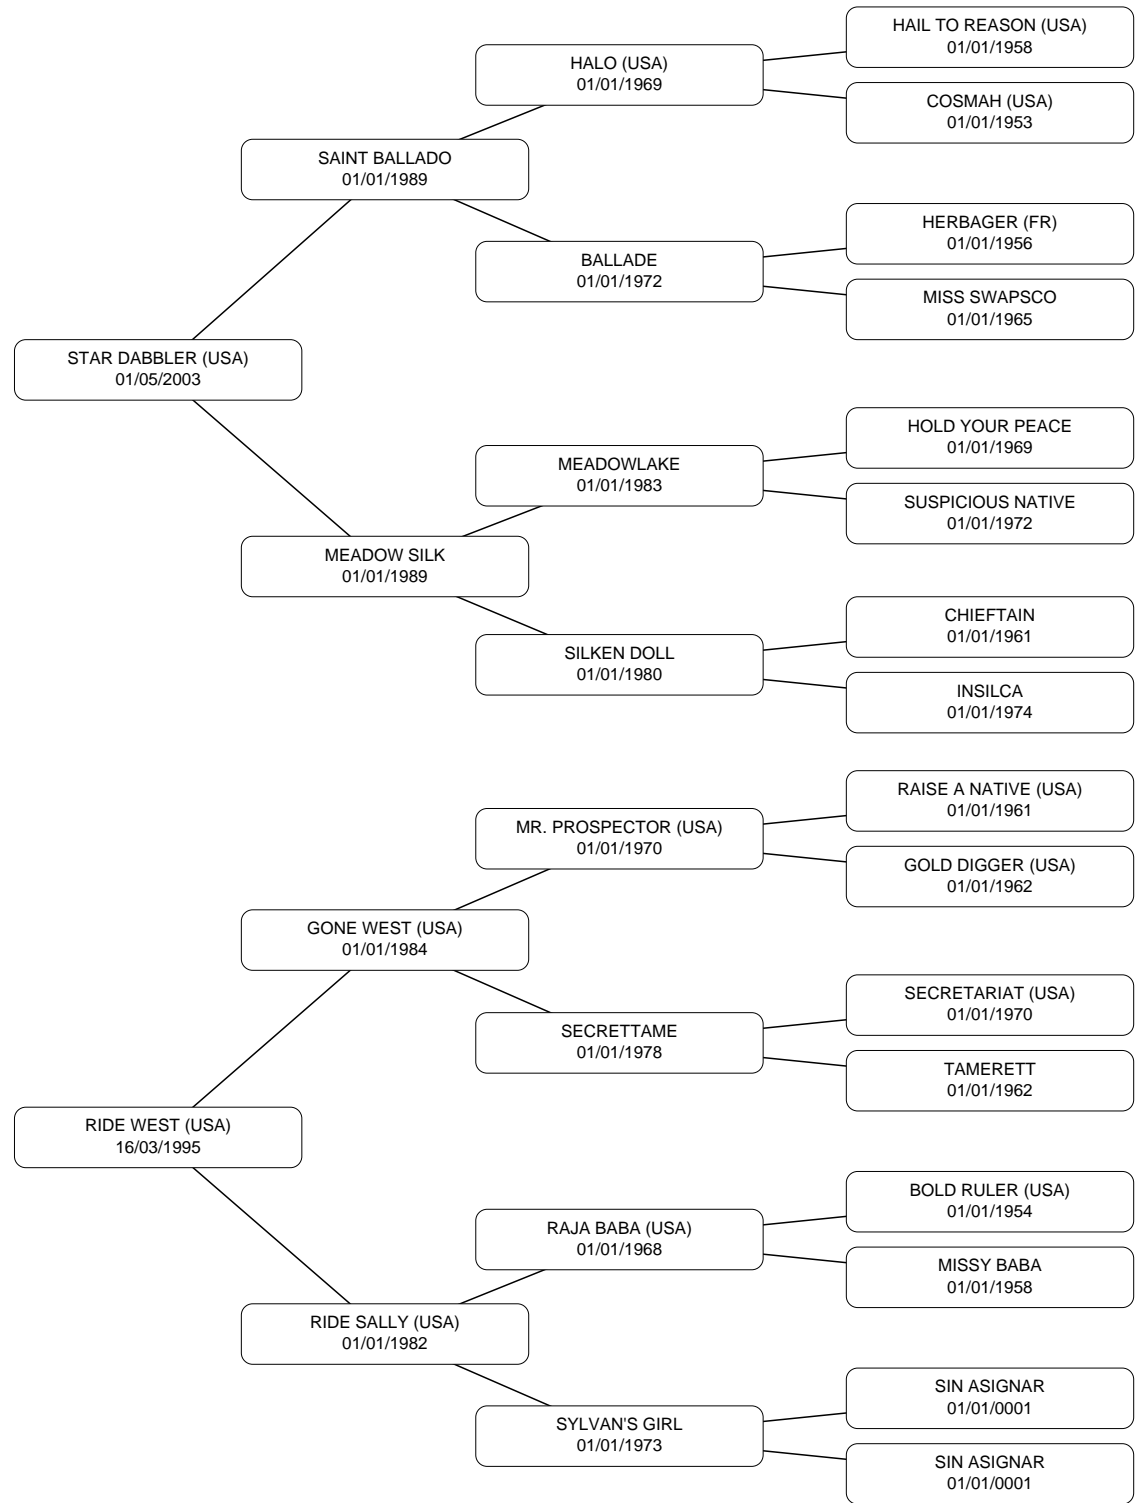 HAIL TO REASON (USA)
01/01/1958
HALO (USA)
01/01/1969
COSMAH (USA)
01/01/1953
SAINT BALLADO
01/01/1989
HERBAGER (FR)
01/01/1956
BALLADE
01/01/1972
MISS SWAPSCO
01/01/1965
STAR DABBLER (USA)
01/05/2003
HOLD YOUR PEACE
01/01/1969
MEADOWLAKE
01/01/1983
SUSPICIOUS NATIVE
01/01/1972
MEADOW SILK
01/01/1989
CHIEFTAIN
01/01/1961
SILKEN DOLL
01/01/1980
INSILCA
01/01/1974
RAISE A NATIVE (USA)
01/01/1961
MR. PROSPECTOR (USA)
01/01/1970
GOLD DIGGER (USA)
01/01/1962
GONE WEST (USA)
01/01/1984
SECRETARIAT (USA)
01/01/1970
SECRETTAME
01/01/1978
TAMERETT
01/01/1962
RIDE WEST (USA)
16/03/1995
BOLD RULER (USA)
01/01/1954
RAJA BABA (USA)
01/01/1968
MISSY BABA
01/01/1958
RIDE SALLY (USA)
01/01/1982
SIN ASIGNAR
01/01/0001
SYLVAN'S GIRL
01/01/1973
SIN ASIGNAR
01/01/0001